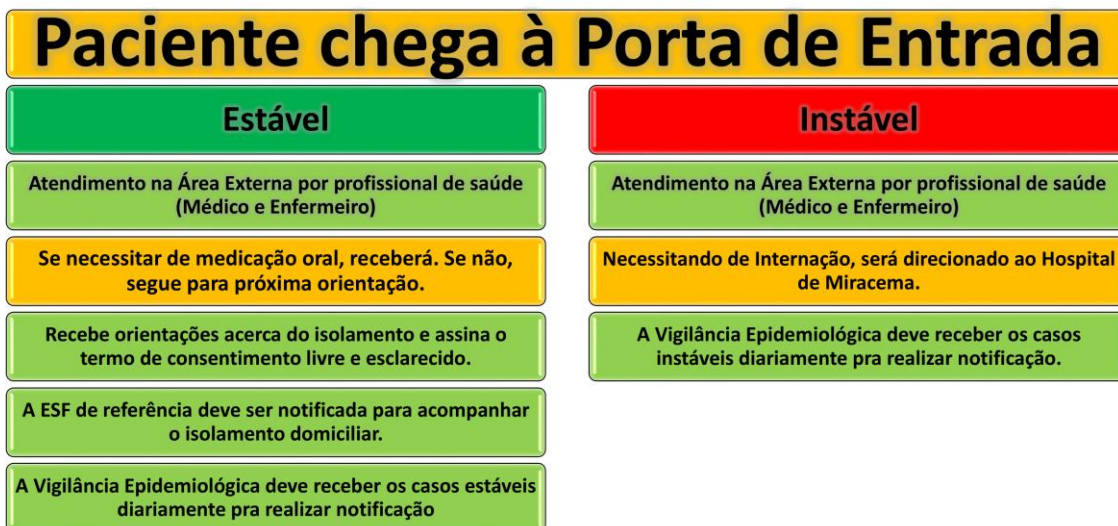 Paciente chega à Porta de Entrada
Estável
Atendimento na Área Externa por profissional de saúde
(Médico e Enfermeiro)
Se necessitar de medicação oral, receberá. Se não,
segue para próxima orientação.
Recebe orientações acerca do isolamento e assina o
termo de consentimento livre e esclarecido.
A ESF de referência deve ser notificada para acompanhar
o isolamento domiciliar.
A Vigilância Epidemiológica deve receber os casos estáveis
diariamente pra realizar notificação
Instável
Atendimento na Área Externa por profissional de saúde
(Médico e Enfermeiro)
Necessitando de Internação, será direcionado ao Hospital
de Miracema.
A Vigilância Epidemiológica deve receber os casos
instáveis diariamente pra realizar notificação.